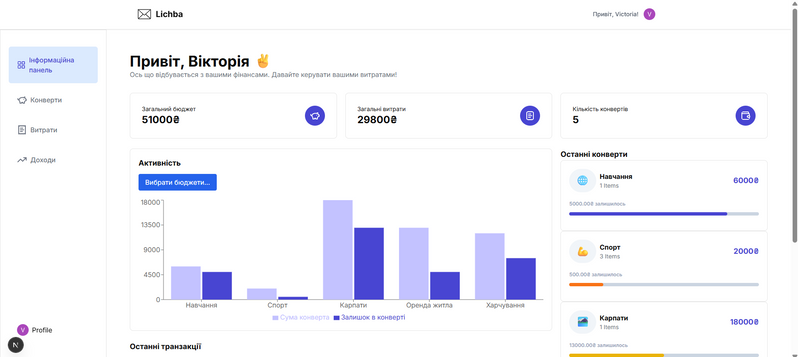 Lichba
Привіт, Victoria!
V
Інформаційна
панель
Конверти
Витрати
Доходи
V
Profile
N
Привіт, Вікторія ✌️
Ось що відбувається з вашими фінансами. Давайте керувати вашими витратами!
Загальний бюджет
51000₴
Загальні витрати
29800₴
Кількість конвертів
5
Активність
Вибрати бюджети...
18000
13500
9000
4500
0
Навчання
Спорт
Карпати
Оренда житла
Харчування
Сума конверта
Залишок в конверті
Останні транзакції
Останні конверти
Навчання
1 Items
6000₴
5000.00₴ залишилось
Спорт
3 Items
2000₴
500.00₴ залишилось
Карпати
1 Items
18000₴
13000.00₴ залишилось